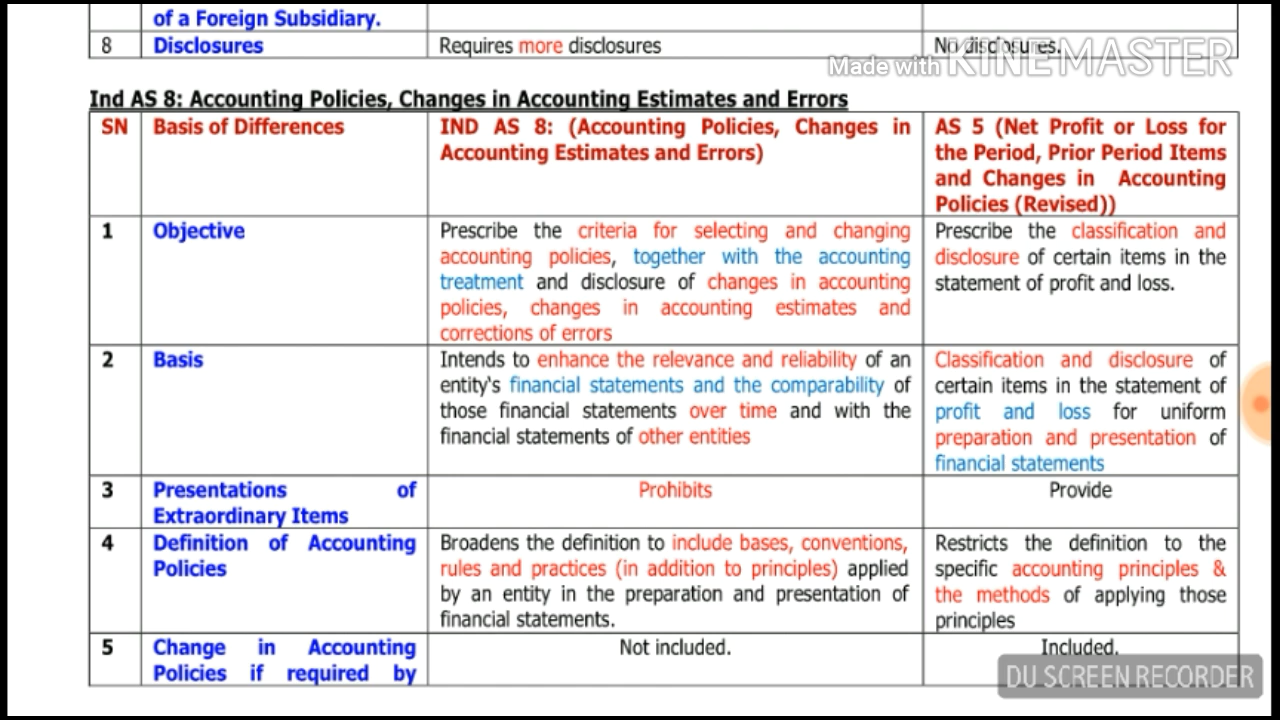 of a Foreign Subsidiary.
8 Disclosures Requires more disclosures No disclosures.
Made with KINEMASTER
Ind AS 8: Accounting Policies, Changes in Accounting Estimates and Errors
SN Basis of Differences
IND AS 8: (Accounting Policies, Changes in
Accounting Estimates and Errors)
AS 5 (Net Profit or Loss for
the Period, Prior Period Items
and Changes in Accounting
Policies (Revised))
1 Objective
Prescribe the criteria for selecting and changing
accounting policies, together with the accounting
treatment and disclosure of changes in accounting
policies, changes in accounting estimates and
corrections of errors
Prescribe the classification and
disclosure of certain items in the
statement of profit and loss.
2 Basis
Intends to enhance the relevance and reliability of an
entity's financial statements and the comparability of
those financial statements over time and with the
financial statements of other entities
Classification and disclosure of
certain items in the statement of
profit and loss for uniform
preparation and presentation of
financial statements
3 Presentations of
Extraordinary Items
Prohibits
Provide
4 Definition of Accounting
Policies
Broadens the definition to include bases, conventions,
rules and practices (in addition to principles) applied
by an entity in the preparation and presentation of
financial statements.
Restricts the definition to the
specific accounting principles &
the methods of applying those
principles
5 Change in Accounting
Policies if required by
Not included.
Included.
DU SCREEN RECORDER